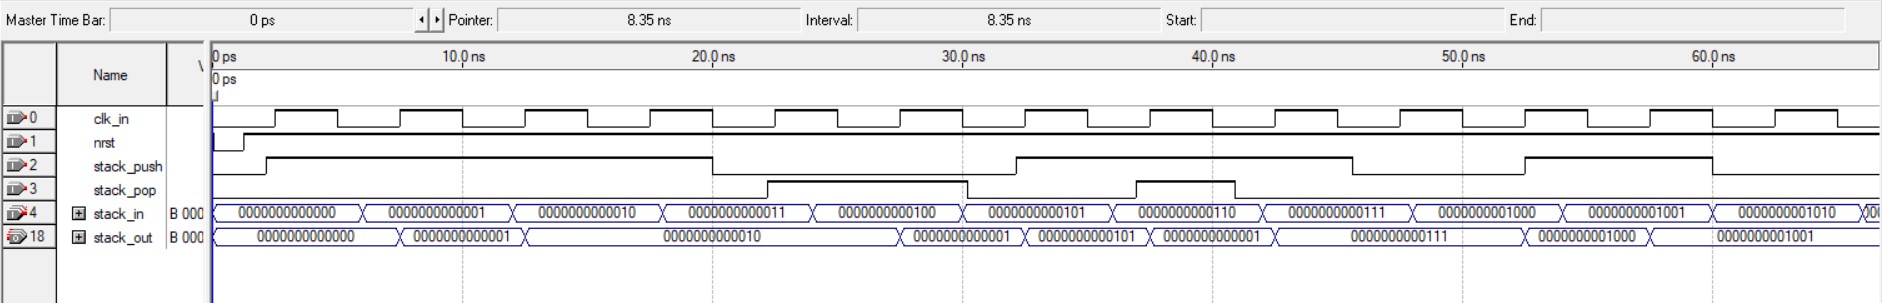 Master Time Bar: 0 ps Pointer: 8.35 ns Interval: 8.35 ns Start: End:
Name 0 ps 10.0 ns 20.0 ns 30.0 ns 40.0 ns 50.0 ns 60.0 ns
0 ps
0 clk_in
1 nrst
2 stack_push
3 stack_pop
4 stack_in B 000 0000000000000 0000000000001 0000000000010 0000000000011 0000000000100 0000000000101 0000000000110 0000000000111 0000000001000 0000000001001 0000000001010
18 stack_out B 000 0000000000000 0000000000001 0000000000010 0000000000001 0000000000101 0000000000001 0000000000111 0000000001000 0000000001001